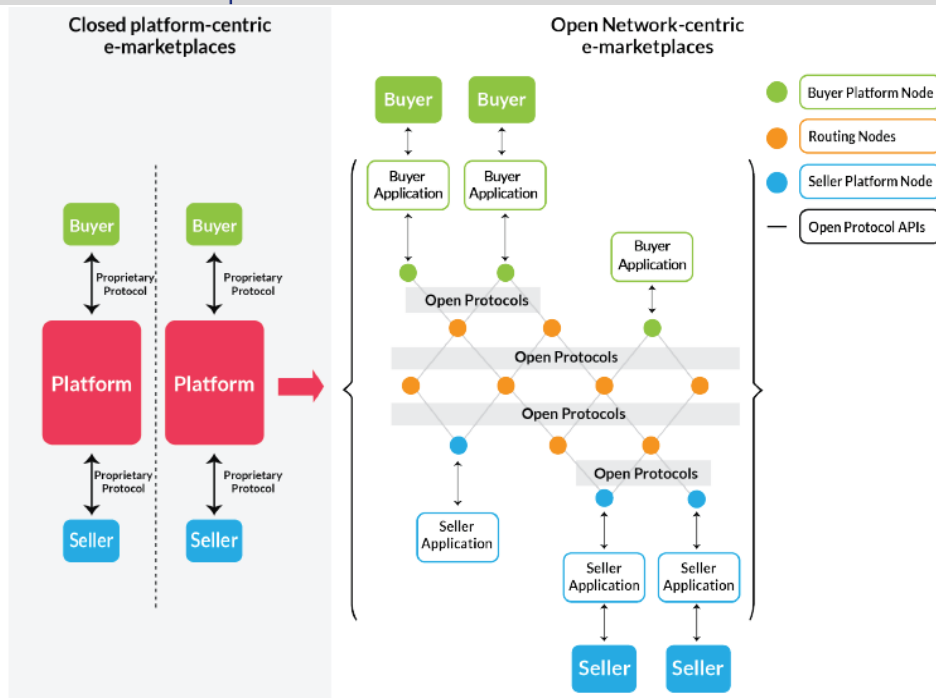 Closed platform-centric
e-marketplaces
Buyer
Buyer
Proprietary
Protocol
Proprietary
Protocol
Platform
Platform
Proprietary
Protocol
Proprietary
Protocol
Seller
Seller
Open Network-centric
e-marketplaces
Buyer
Buyer
Buyer
Application
Buyer
Application
Buyer
Application
Open Protocols
Open Protocols
Open Protocols
Open Protocols
Seller
Application
Seller
Application
Seller
Application
Seller
Seller
Buyer Platform Node
Routing Nodes
Seller Platform Node
Open Protocol APIs